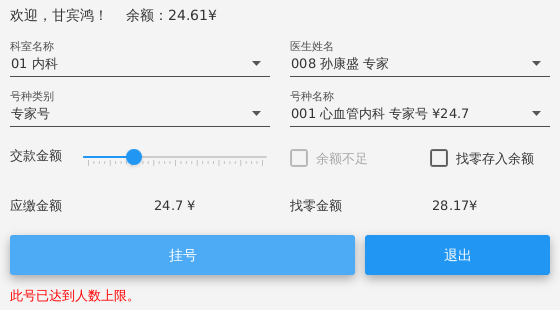 欢迎，甘宾鸿！ 余额：24.61¥
科室名称 医生姓名
01 内科 008 孙康盛 专家
号种类别 号种名称
专家号 001 心血管内科 专家号 ¥24.7
交款金额 余额不足 找零存入余额
应缴金额 24.7 ¥ 找零金额 28.17¥
挂号 退出
此号已达到人数上限。